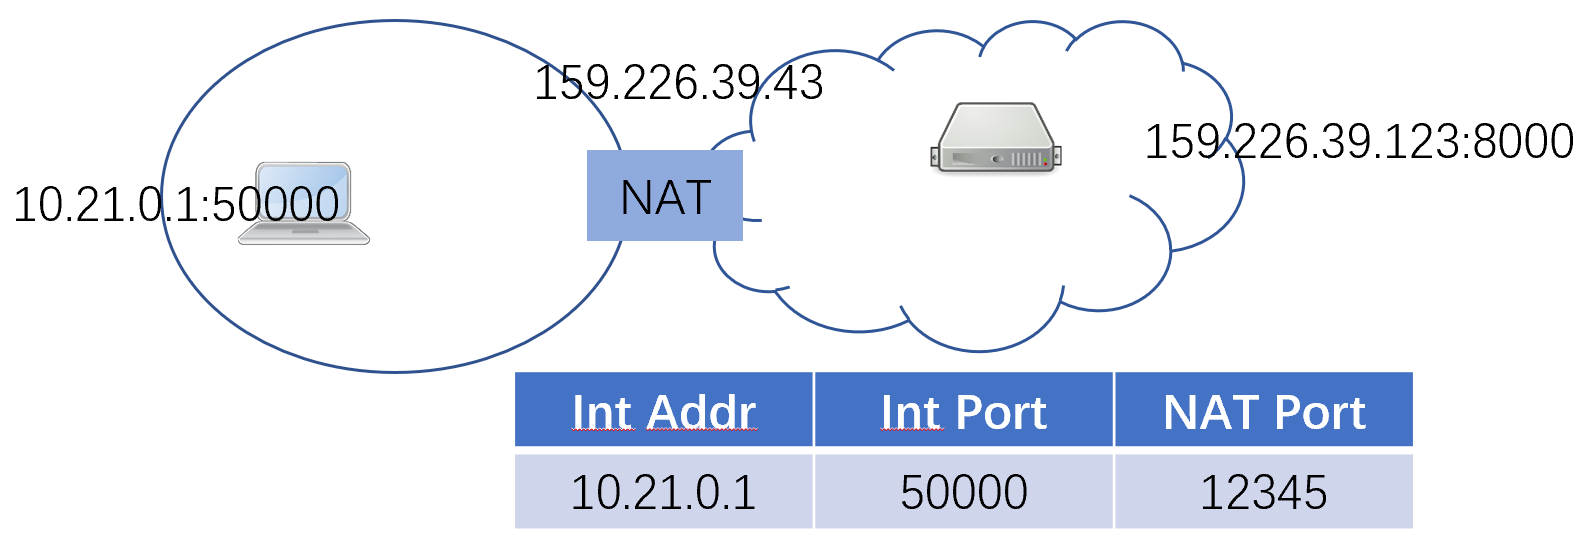 159.226.39.43
159.226.39.123:8000
NAT
10.21.0.1:50000
Int Addr Int Port NAT Port
10.21.0.1 50000 12345